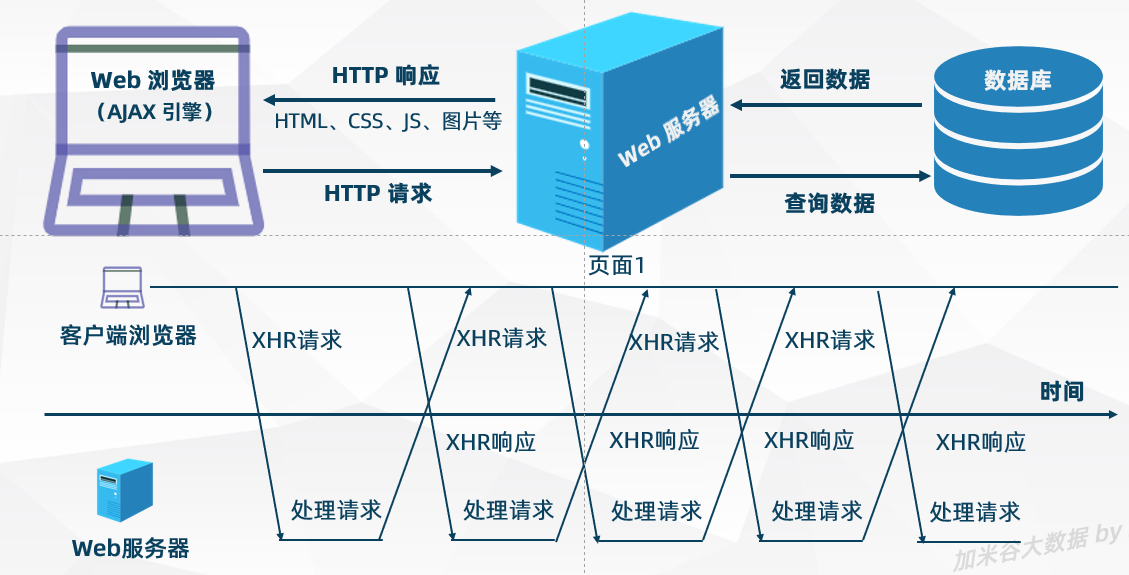 Web 浏览器
（AJAX 引擎）
HTTP 响应
HTML、CSS、JS、图片等
HTTP 请求
Web 服务器
返回数据
查询数据
数据库
页面1
客户端浏览器
XHR请求
XHR请求
XHR请求
XHR请求
时间
XHR响应
XHR响应
XHR响应
XHR响应
处理请求
处理请求
处理请求
处理请求
处理请求
Web服务器
加米谷大数据 by